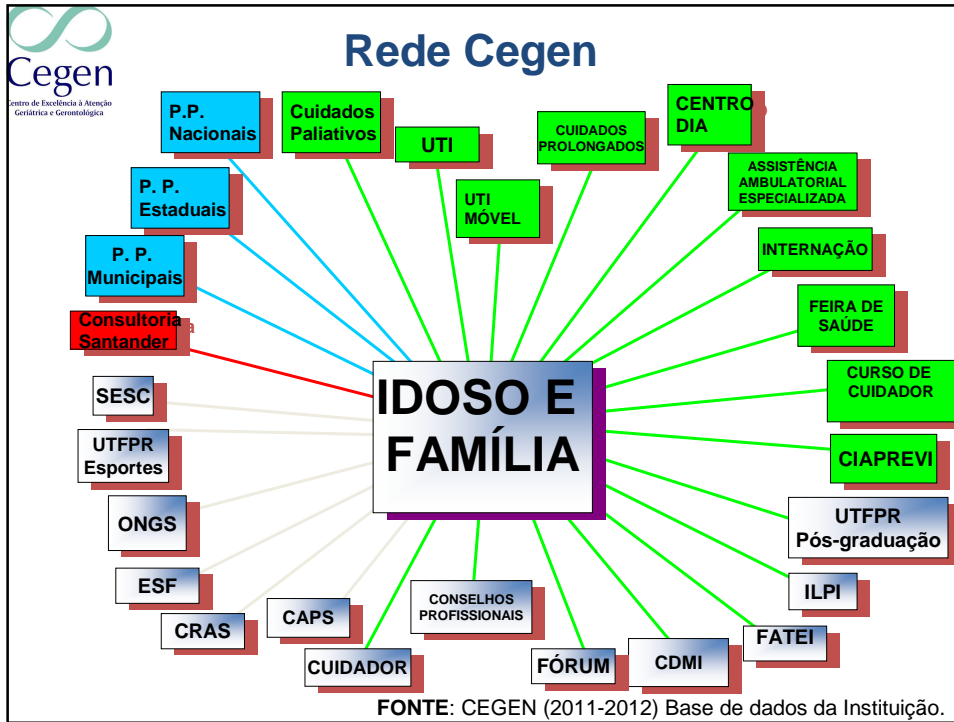 Cegen
Centro de Excelência à Atenção
Geriátrica e Gerontológica
Rede Cegen
P.P.
Nacionais
Cuidados
Paliativos
UTI
UTI
MÓVEL
CUIDADOS
PROLONGADOS
CENTRO
DIA
ASSISTÊNCIA
AMBULATORIAL
ESPECIALIZADA
P. P.
Estaduais
P. P.
Municipais
INTERNAÇÃO
FEIRA DE
SAÚDE
Consultoria
Santander
CURSO DE
CUIDADOR
SESC
IDOSO E
FAMÍLIA
UTFPR
Esportes
CIAPREVI
ONGS
UTFPR
Pós-graduação
ESF
ILPI
CRAS
CAPS
CONSELHOS
PROFISSIONAIS
FATEI
CUIDADOR
FÓRUM
CDMI
FONTE: CEGEN (2011-2012) Base de dados da Instituição.